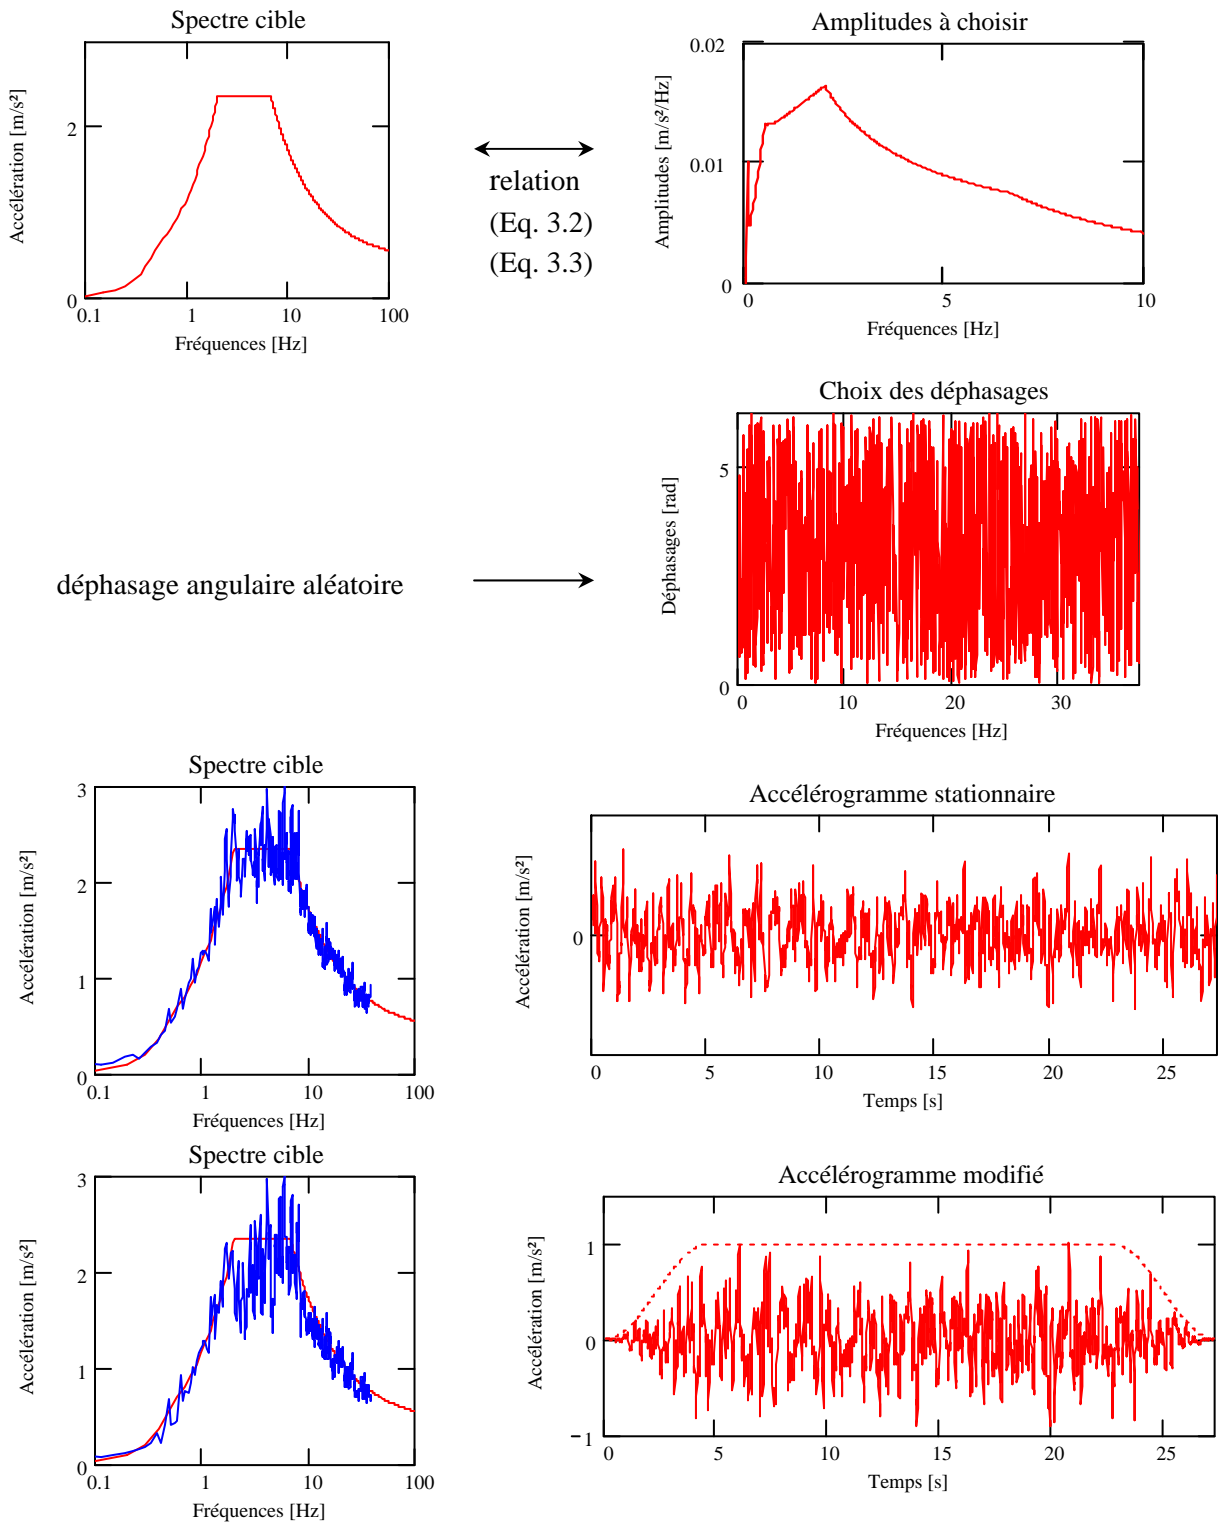 Spectre cible
Accélération [m/s²]
2
0
0.1
1
10
100
Fréquences [Hz]
relation
(Eq. 3.2)
(Eq. 3.3)
Amplitudes à choisir
Amplitudes [m/s²/Hz]
0.02
0.01
0
0
5
10
Fréquences [Hz]
Choix des déphasages
Déphasages [rad]
5
0
0
10
20
30
Fréquences [Hz]
déphasage angulaire aléatoire
Spectre cible
Accélération [m/s²]
3
2
1
0
0.1
1
10
100
Fréquences [Hz]
Accélérogramme stationnaire
Accélération [m/s²]
0
0
5
10
15
20
25
Temps [s]
Spectre cible
Accélération [m/s²]
3
2
1
0
0.1
1
10
100
Fréquences [Hz]
Accélérogramme modifié
Accélération [m/s²]
1
0
−1
0
5
10
15
20
25
Temps [s]